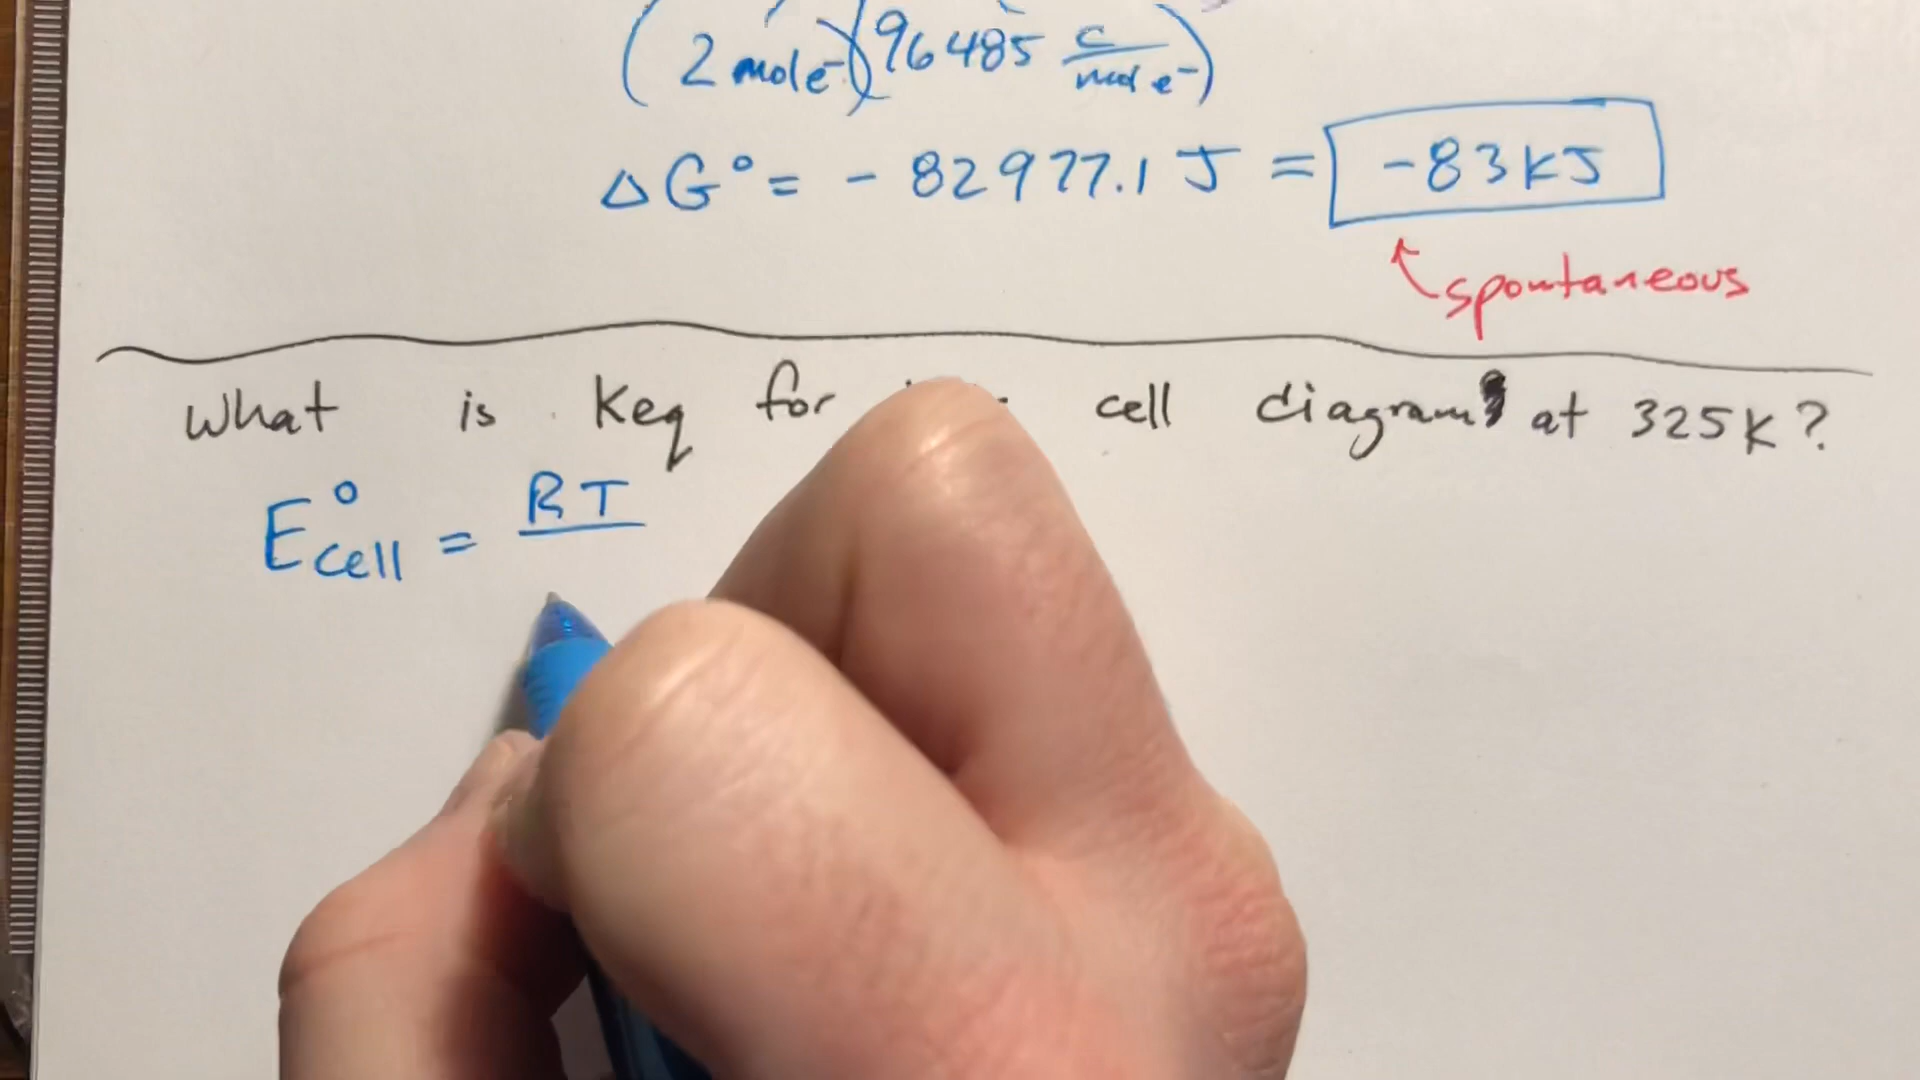 (2 mol e⁻)(96485 C/mol e⁻)
ΔG° = - 82977.1 J = -83 kJ
spontaneous
What is Keq for cell diagram at 325K?
E°cell = RT